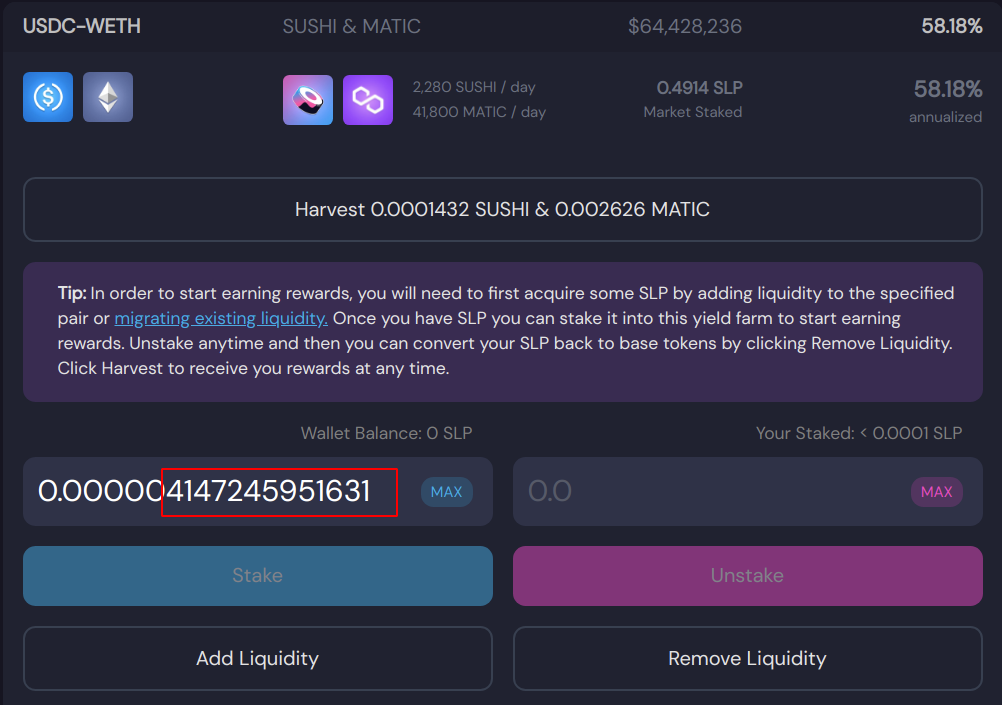 USDC-WETH SUSHI & MATIC $64,428,236 58.18%
2,280 SUSHI / day 0.4914 SLP 58.18%
41,800 MATIC / day Market Staked annualized
Harvest 0.0001432 SUSHI & 0.002626 MATIC
Tip: In order to start earning rewards, you will need to first acquire some SLP by adding liquidity to the specified
pair or migrating existing liquidity. Once you have SLP you can stake it into this yield farm to start earning
rewards. Unstake anytime and then you can convert your SLP back to base tokens by clicking Remove Liquidity.
Click Harvest to receive you rewards at any time.
Wallet Balance: 0 SLP Your Staked: < 0.0001 SLP
0.000004147245951631 MAX 0.0 MAX
Stake Unstake
Add Liquidity Remove Liquidity